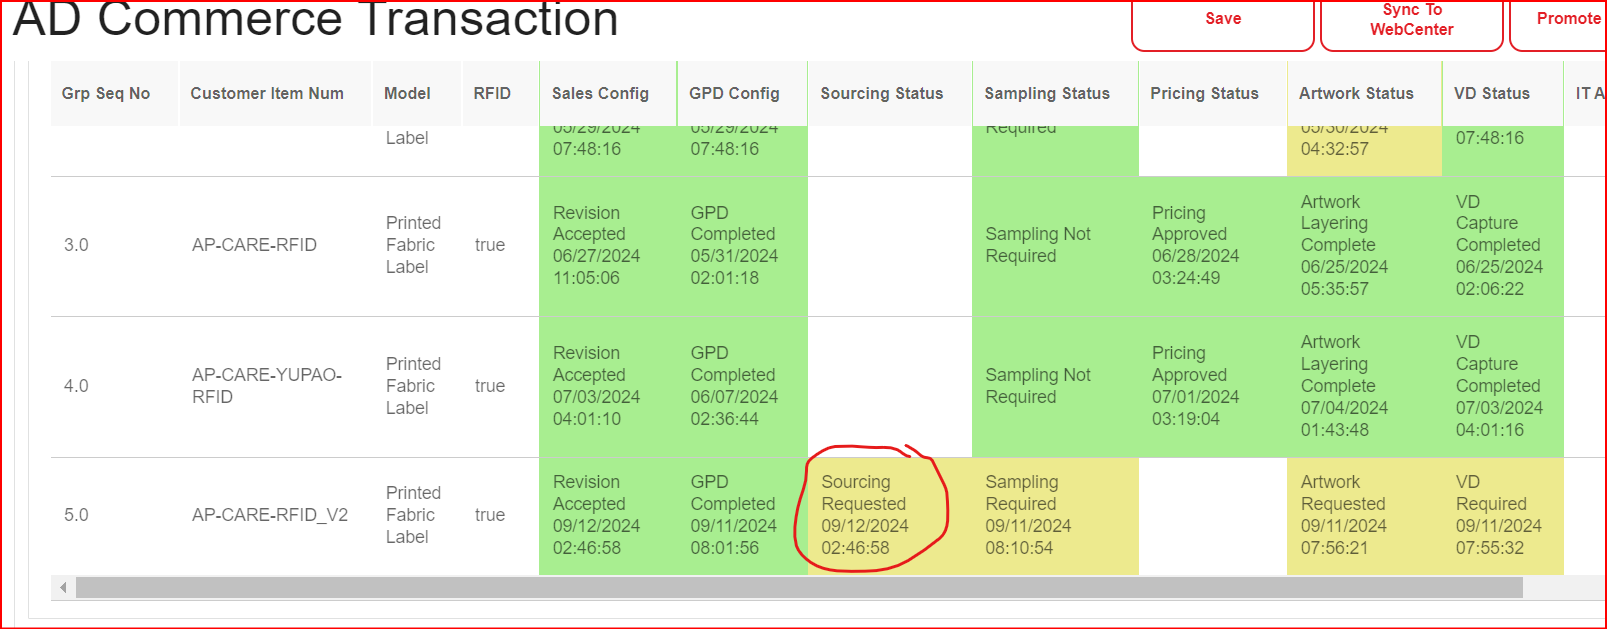 AD Commerce Transaction
Save
Sync To
WebCenter
Promote
Grp Seq No Customer Item Num Model RFID Sales Config GPD Config Sourcing Status Sampling Status Pricing Status Artwork Status VD Status IT A
Label
05/29/2024
07:48:16
05/29/2024
07:48:16
Required
05/30/2024
04:32:57
07:48:16
3.0
AP-CARE-RFID
Printed
Fabric
Label
true
Revision
Accepted
06/27/2024
11:05:06
GPD
Completed
05/31/2024
02:01:18
Sampling Not
Required
Pricing
Approved
06/28/2024
03:24:49
Artwork
Layering
Complete
06/25/2024
05:35:57
VD
Capture
Completed
06/25/2024
02:06:22
4.0
AP-CARE-YUPAO-
RFID
Printed
Fabric
Label
true
Revision
Accepted
07/03/2024
04:01:10
GPD
Completed
06/07/2024
02:36:44
Sampling Not
Required
Pricing
Approved
07/01/2024
03:19:04
Artwork
Layering
Complete
07/04/2024
01:43:48
VD
Capture
Completed
07/03/2024
04:01:16
5.0
AP-CARE-RFID_V2
Printed
Fabric
Label
true
Revision
Accepted
09/12/2024
02:46:58
GPD
Completed
09/11/2024
08:01:56
Sourcing
Requested
09/12/2024
02:46:58
Sampling
Required
09/11/2024
08:10:54
Artwork
Requested
09/11/2024
07:56:21
VD
Required
09/11/2024
07:55:32